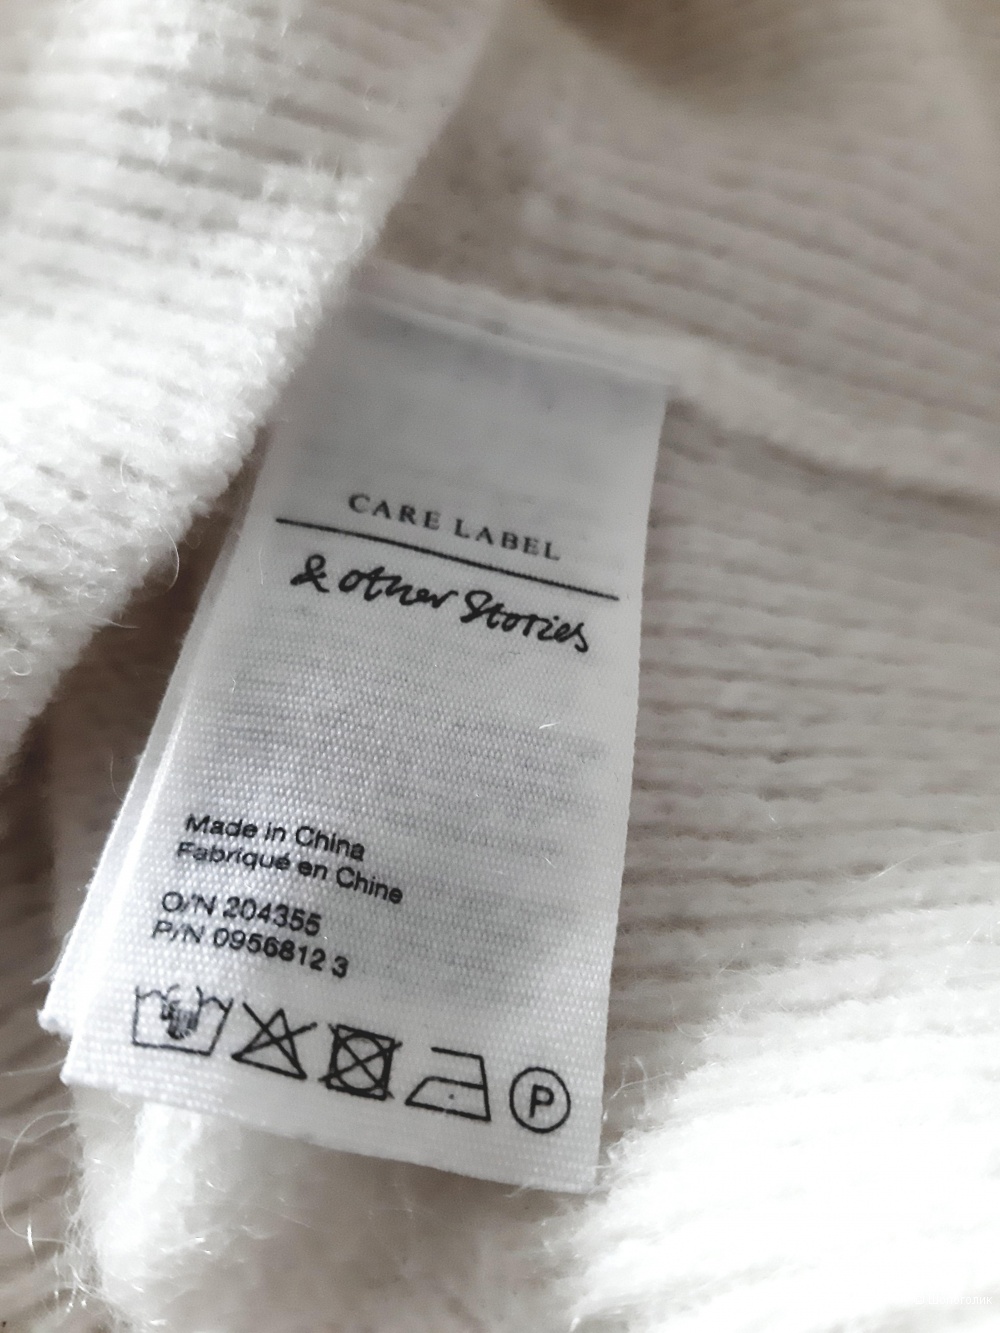 CARE LABEL
& other Stories
Made in China
Fabriqué en Chine
O/N 204355
P/N 0956812 3
P